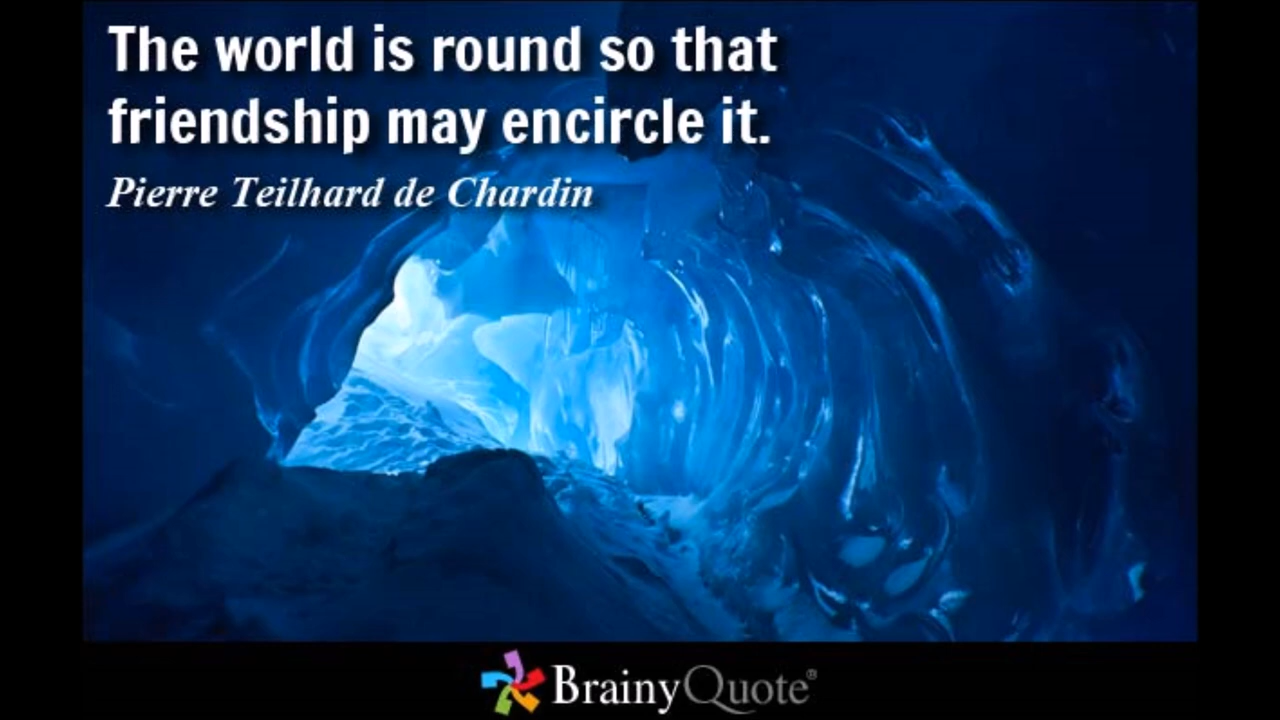 The world is round so that
friendship may encircle it.
Pierre Teilhard de Chardin
BrainyQuote®